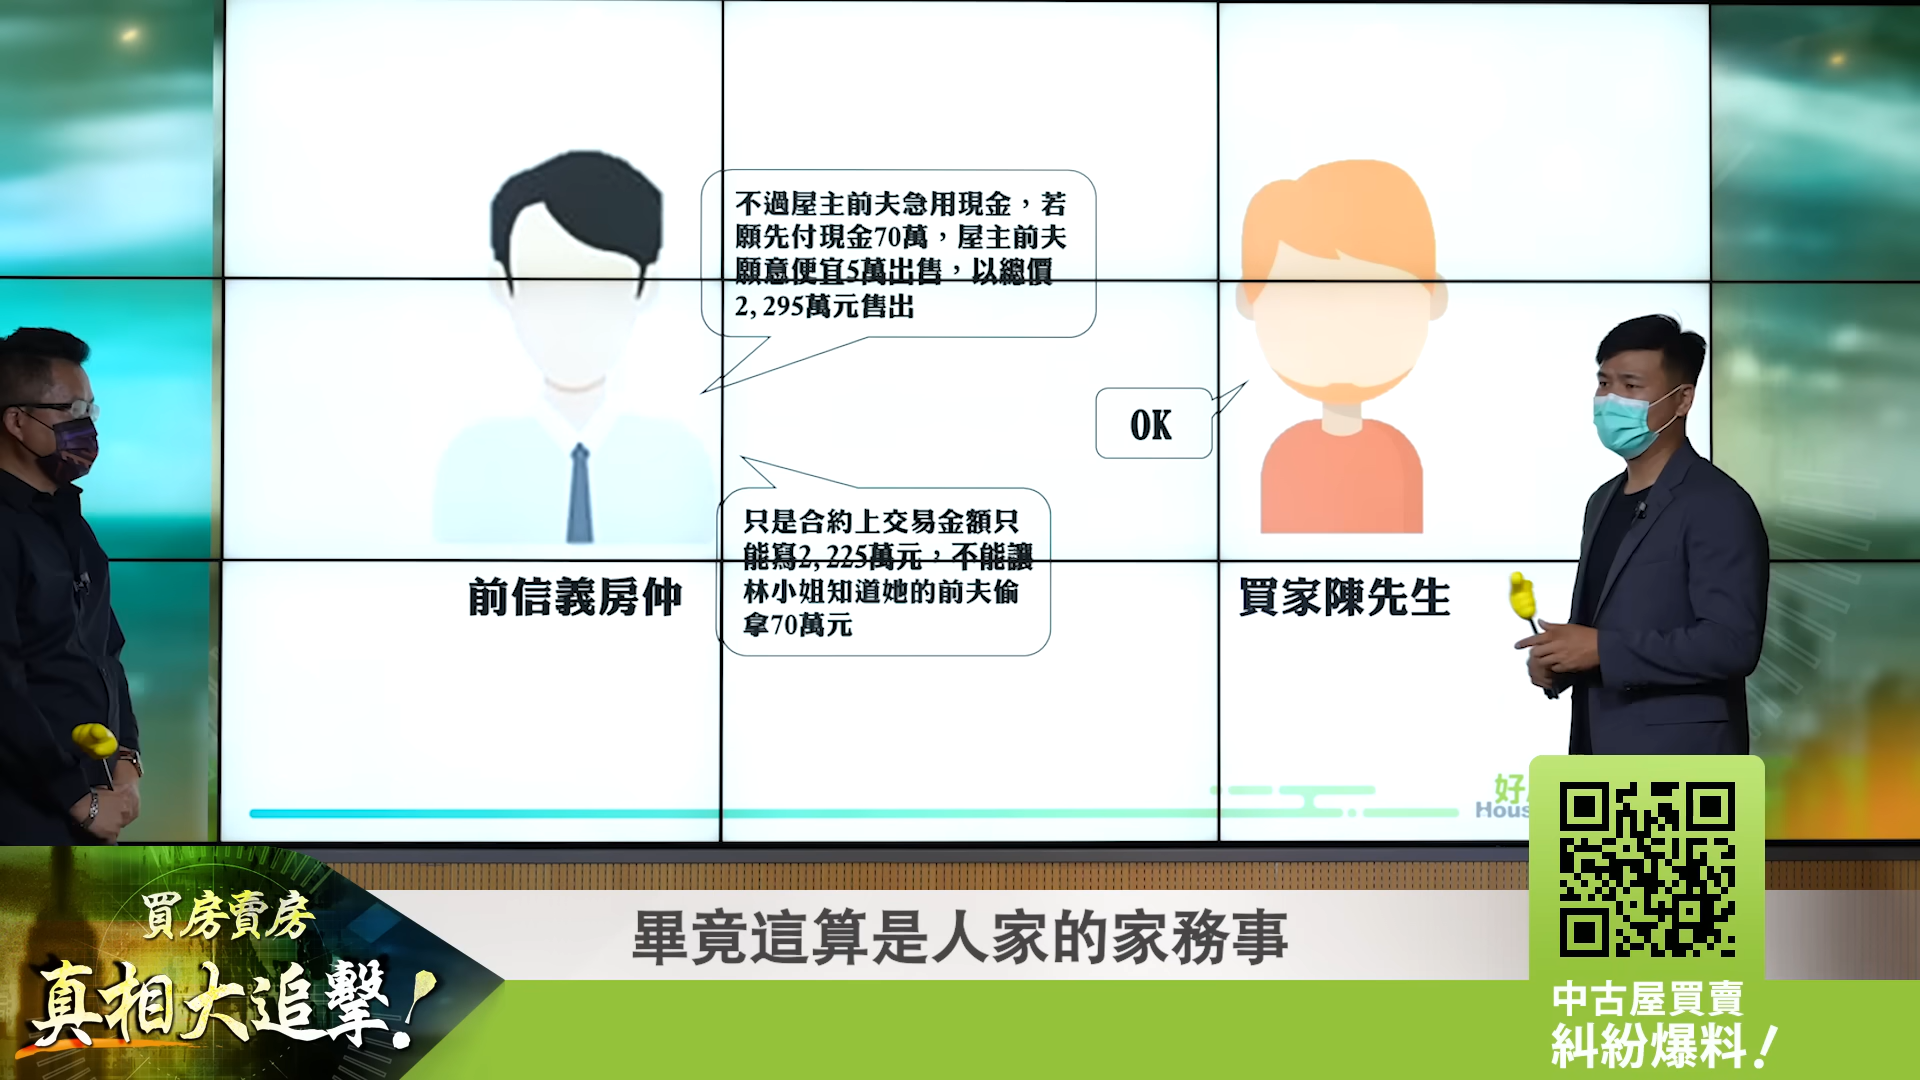 不過屋主前夫急用現金，若
願先付現金70萬，屋主前夫
願意便宜5萬出售，以總價
2,295萬元售出
OK
只是合約上交易金額只
能寫2,225萬元，不能讓
林小姐知道她的前夫偷
拿70萬元
前信義房仲
買家陳先生
好
Hous
畢竟這算是人家的家務事
買房賣房
真相大追擊!
中古屋買賣
糾紛爆料!